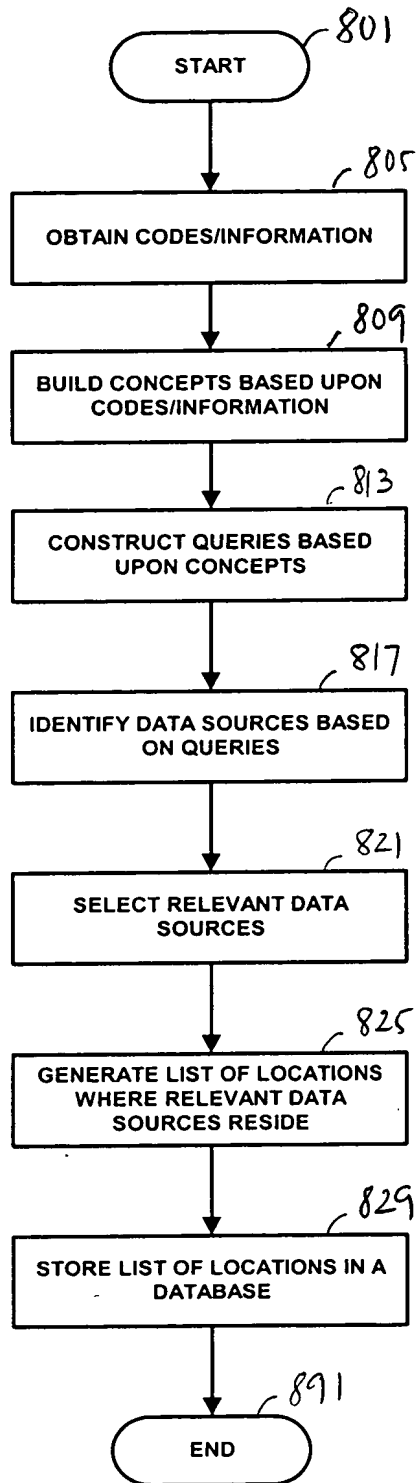 801
START
805
OBTAIN CODES/INFORMATION
809
BUILD CONCEPTS BASED UPON
CODES/INFORMATION
813
CONSTRUCT QUERIES BASED
UPON CONCEPTS
817
IDENTIFY DATA SOURCES BASED
ON QUERIES
821
SELECT RELEVANT DATA
SOURCES
825
GENERATE LIST OF LOCATIONS
WHERE RELEVANT DATA
SOURCES RESIDE
829
STORE LIST OF LOCATIONS IN A
DATABASE
891
END